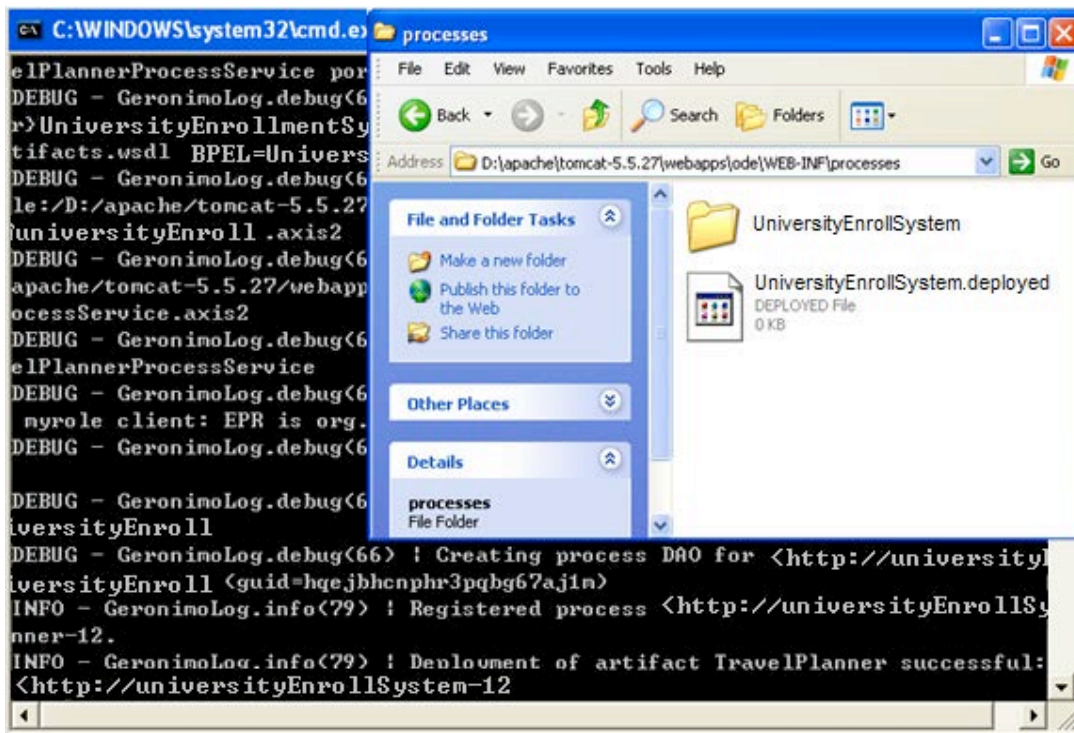 C:\WINDOWS\system32\cmd.ex
elPlannerProcessService por
DEBUG - GeronimoLog.debug(6
r>UniversityEnrollmentSy
tifacts.wsdl BPEL=Univers
DEBUG - GeronimoLog.debug(6
le:/D:/apache/tomcat-5.5.27
universityEnroll .axis2
DEBUG - GeronimoLog.debug(6
apache/tomcat-5.5.27/webapp
ocessService.axis2
DEBUG - GeronimoLog.debug(6
elPlannerProcessService
DEBUG - GeronimoLog.debug(6
myrole client: EPR is org.
DEBUG - GeronimoLog.debug(6
DEBUG - GeronimoLog.debug(6
iversityEnroll
DEBUG - GeronimoLog.debug(66) ¦ Creating process DAO for <http://universityE
iversityEnroll (guid=hqejbhcnphr3pqbg67aj1m)
INFO - GeronimoLog.info(79) ¦ Registered process <http://universityEnrollSy
nner-12.
INFO - GeronimoLog.info(79) ¦ Deployment of artifact TravelPlanner successful:
<http://universityEnrollSystem-12
processes
File Edit View Favorites Tools Help
Back Search Folders
Address D:\apache\tomcat-5.5.27\webapps\ode\WEB-INF\processes Go
File and Folder Tasks
Make a new folder
Publish this folder to
the Web
Share this folder
Other Places
Details
processes
File Folder
UniversityEnrollSystem
UniversityEnrollSystem.deployed
DEPLOYED File
0 KB